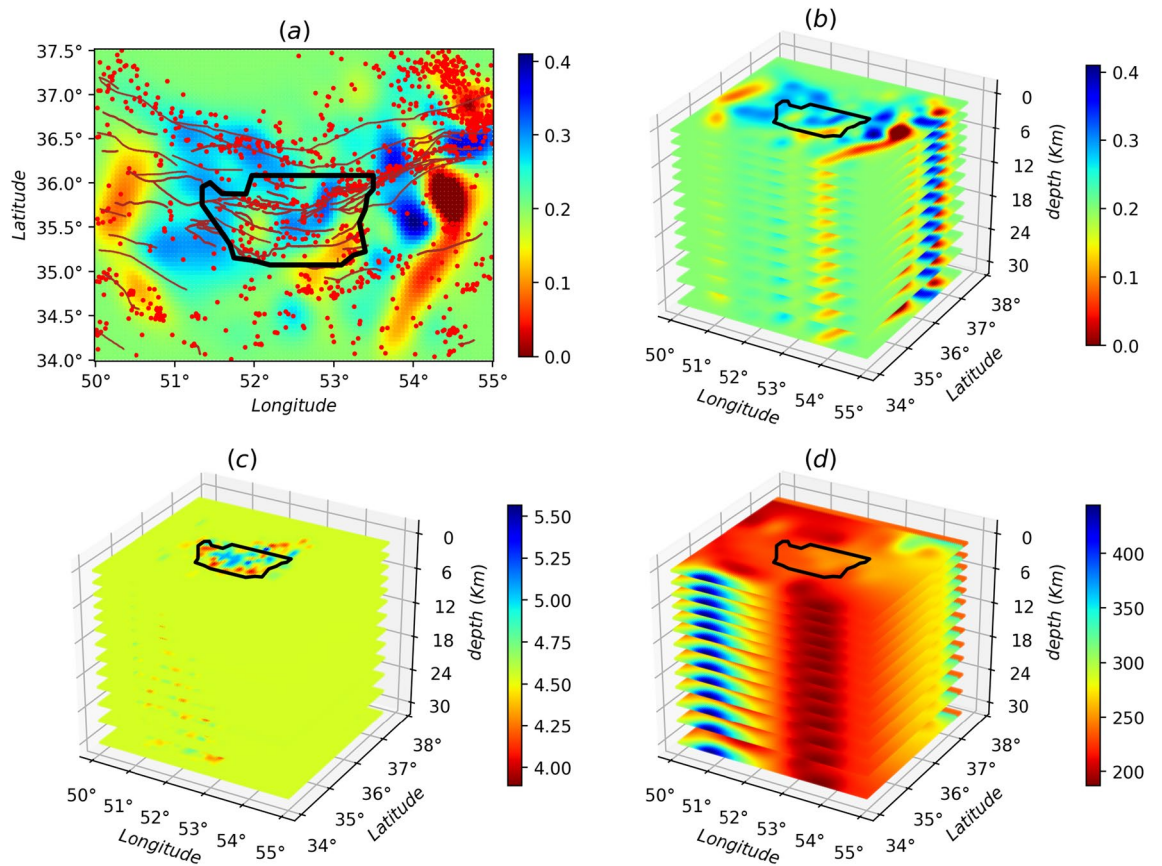 (a)
37.5°
37.0°
36.5°
36.0°
35.5°
35.0°
34.5°
34.0°
Latitude
50° 51° 52° 53° 54° 55°
Longitude
0.4
0.3
0.2
0.1
0.0
(b)
0
6
12
18
24
30
depth (Km)
50° 51° 52° 53° 54° 55°
Longitude
34° 35° 36° 37° 38°
Latitude
0.4
0.3
0.2
0.1
0.0
(c)
0
6
12
18
24
30
depth (Km)
50° 51° 52° 53° 54° 55°
Longitude
34° 35° 36° 37° 38°
Latitude
5.50
5.25
5.00
4.75
4.50
4.25
4.00
(d)
0
6
12
18
24
30
depth (Km)
50° 51° 52° 53° 54° 55°
Longitude
34° 35° 36° 37° 38°
Latitude
400
350
300
250
200